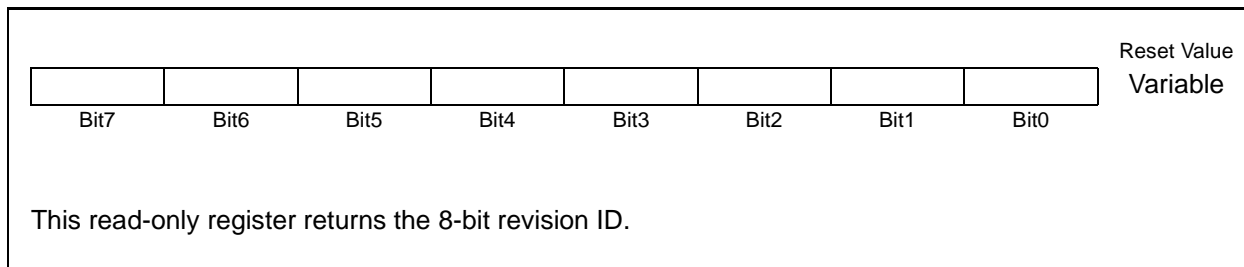 Reset Value
Variable
Bit7 Bit6 Bit5 Bit4 Bit3 Bit2 Bit1 Bit0
This read-only register returns the 8-bit revision ID.